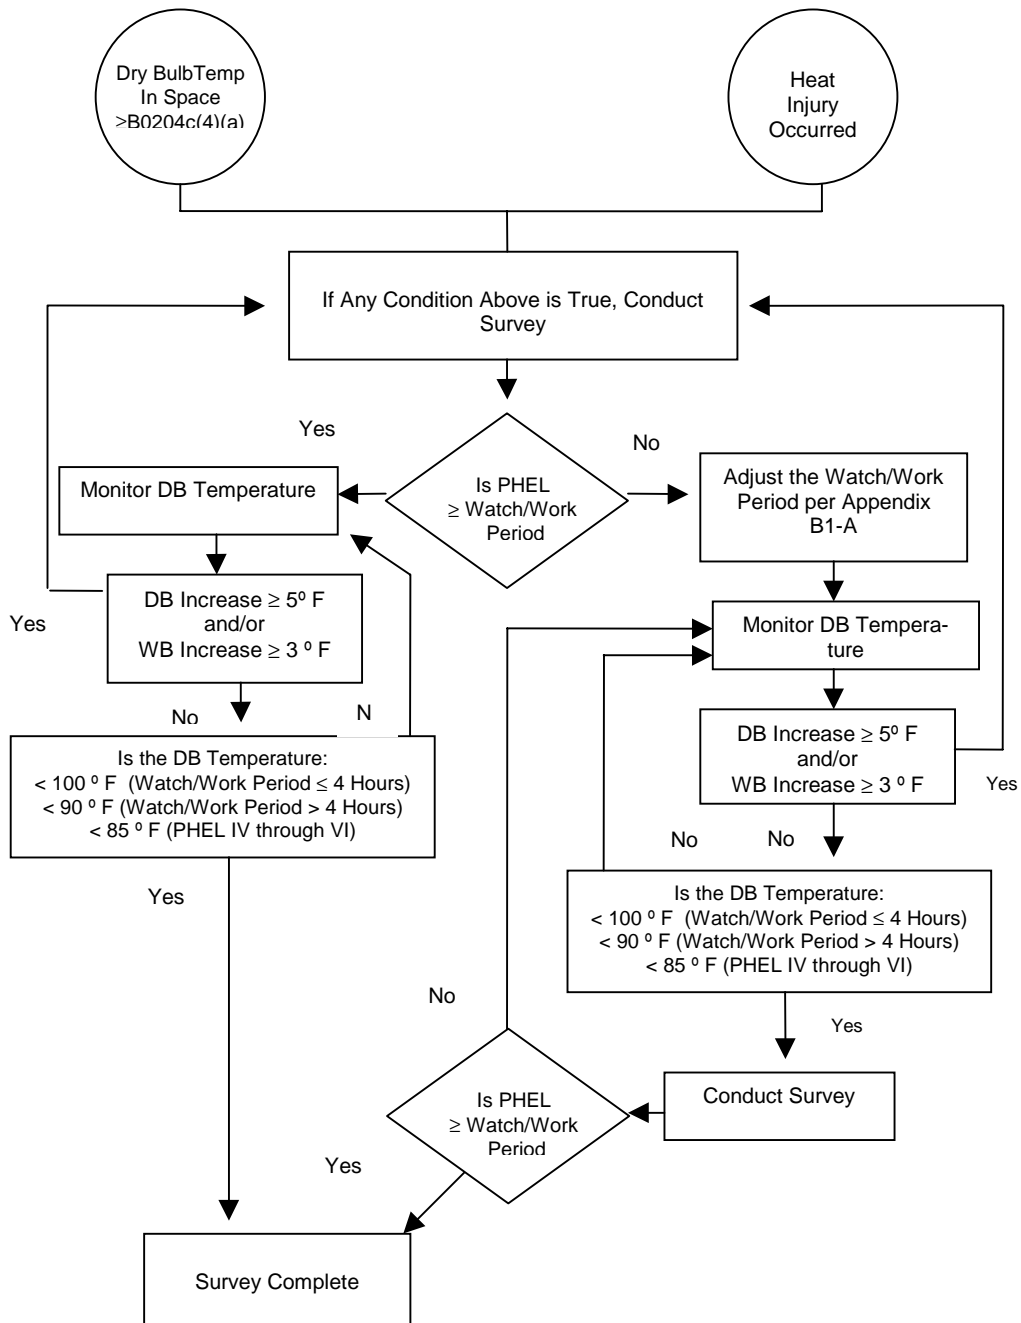 Dry BulbTemp
In Space
≥B0204c(4)(a)
Heat
Injury
Occurred
If Any Condition Above is True, Conduct
Survey
Yes
No
Is PHEL
≥ Watch/Work
Period
Monitor DB Temperature
Adjust the Watch/Work
Period per Appendix
B1-A
DB Increase ≥ 5º F
and/or
WB Increase ≥ 3 º F
Yes
Monitor DB Tempera-
ture
No
N
DB Increase ≥ 5º F
and/or
WB Increase ≥ 3 º F
Yes
Is the DB Temperature:
< 100 º F (Watch/Work Period ≤ 4 Hours)
< 90 º F (Watch/Work Period > 4 Hours)
< 85 º F (PHEL IV through VI)
No
No
Yes
Is the DB Temperature:
< 100 º F (Watch/Work Period ≤ 4 Hours)
< 90 º F (Watch/Work Period > 4 Hours)
< 85 º F (PHEL IV through VI)
No
Yes
Is PHEL
≥ Watch/Work
Period
Conduct Survey
Yes
Survey Complete